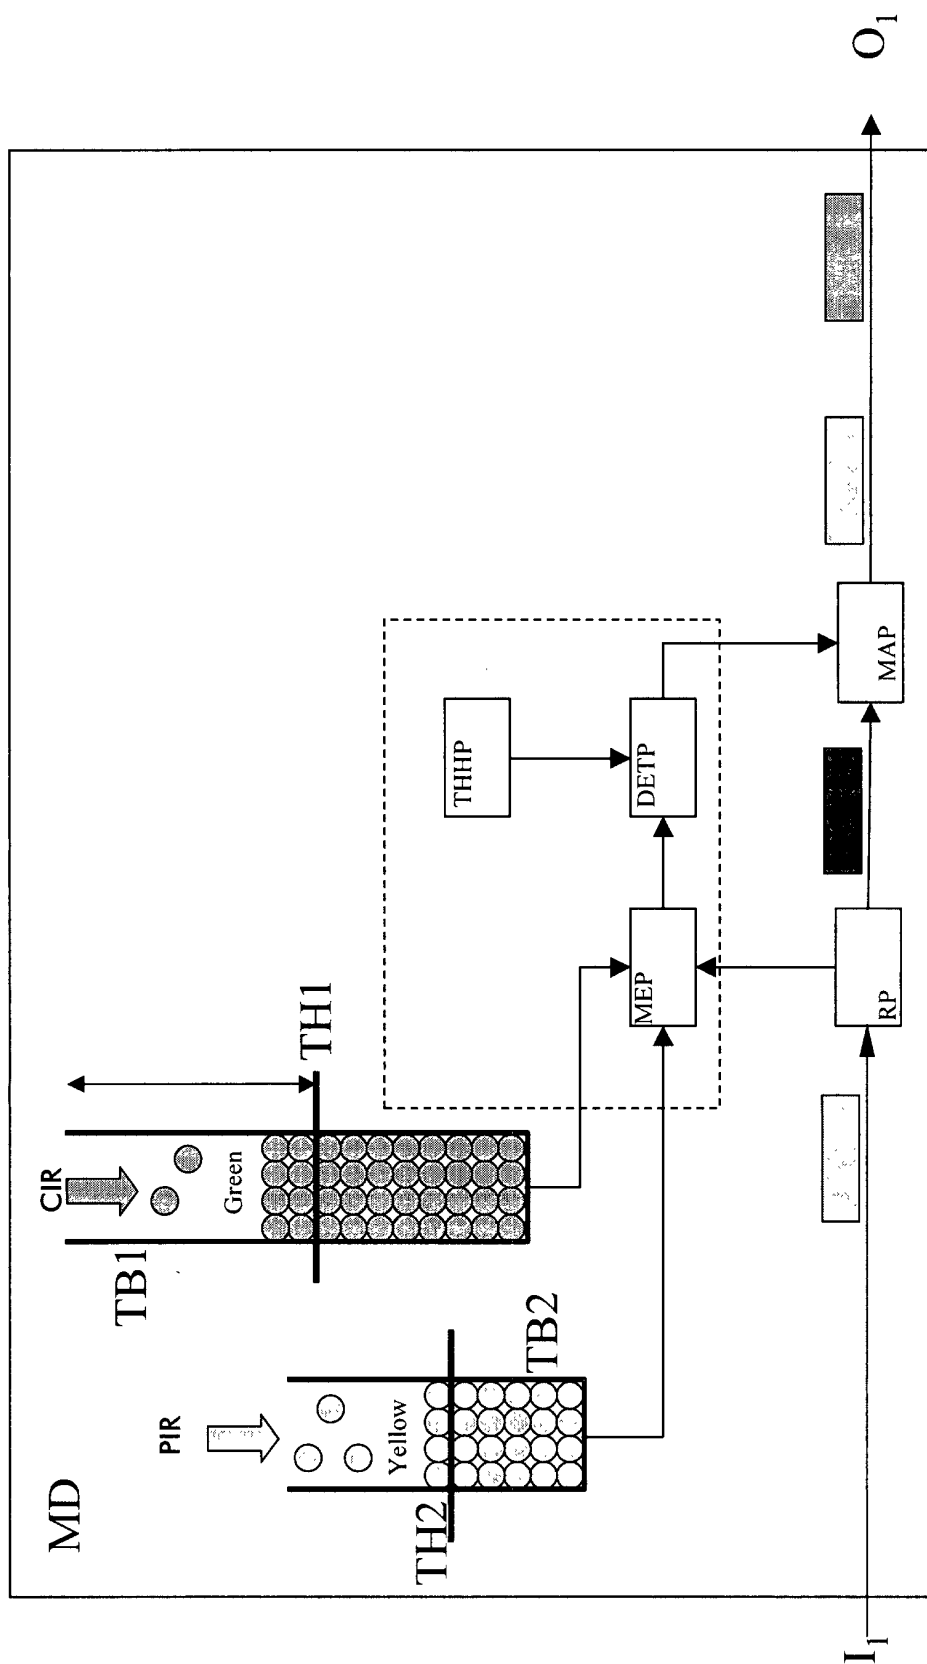 MD
PIR
CIR
TB1
Yellow
Green
TH2
TB2
TH1
MEP
THHP
DETP
I1
RP
MAP
O1